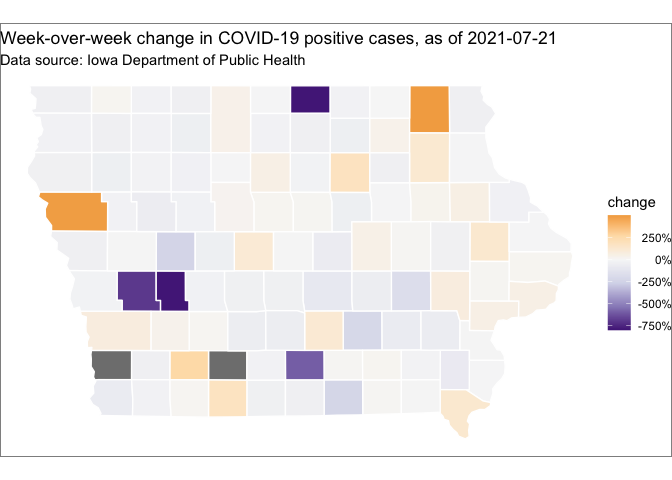 Week-over-week change in COVID-19 positive cases, as of 2021-07-21
Data source: Iowa Department of Public Health
change
250%
0%
-250%
-500%
-750%